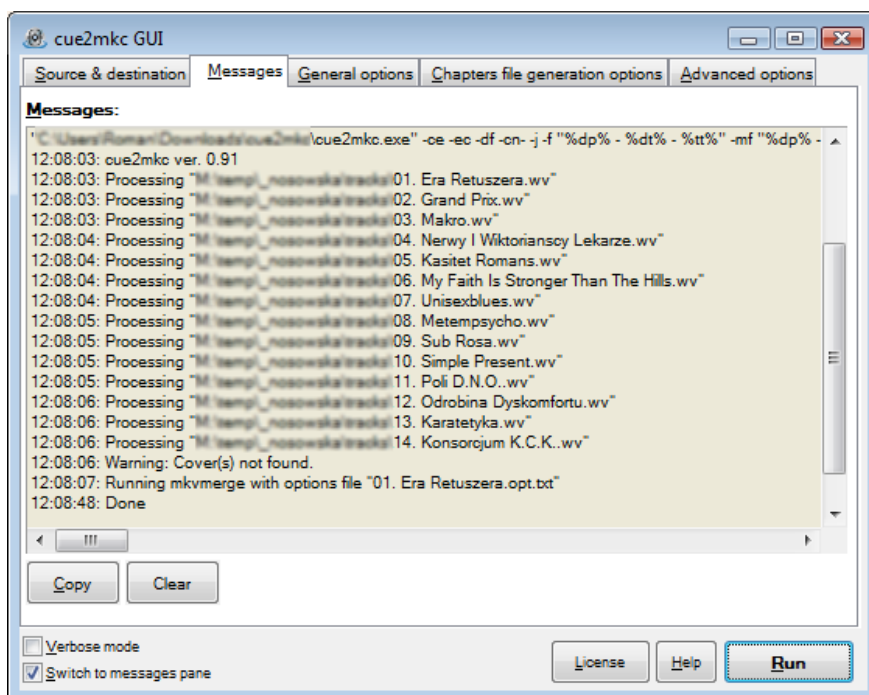 cue2mkc GUI
Source & destination Messages General options Chapters file generation options Advanced options
Messages:
\cue2mkc.exe" -ce -ec -df -cn- -j -f "%dp% - %dt% - %tt%" -mf "%dp% -
12:08:03: cue2mkc ver. 0.91
12:08:03: Processing " 01. Era Retuszera.wv"
12:08:03: Processing " 02. Grand Prix.wv"
12:08:03: Processing " 03. Makro.wv"
12:08:04: Processing " 04. Nerwy I Wiktorianscy Lekarze.wv"
12:08:04: Processing " 05. Kasitet Romans.wv"
12:08:04: Processing " 06. My Faith Is Stronger Than The Hills.wv"
12:08:04: Processing " 07. Unisexblues.wv"
12:08:05: Processing " 08. Metempsycho.wv"
12:08:05: Processing " 09. Sub Rosa.wv"
12:08:05: Processing " 10. Simple Present.wv"
12:08:05: Processing " 11. Poli D.N.O..wv"
12:08:06: Processing " 12. Odrobina Dyskomfortu.wv"
12:08:06: Processing " 13. Karatetyka.wv"
12:08:06: Processing " 14. Konsorcjum K.C.K..wv"
12:08:06: Warning: Cover(s) not found.
12:08:07: Running mkvmerge with options file "01. Era Retuszera.opt.txt"
12:08:48: Done
Copy Clear
Verbose mode
Switch to messages pane
License Help Run